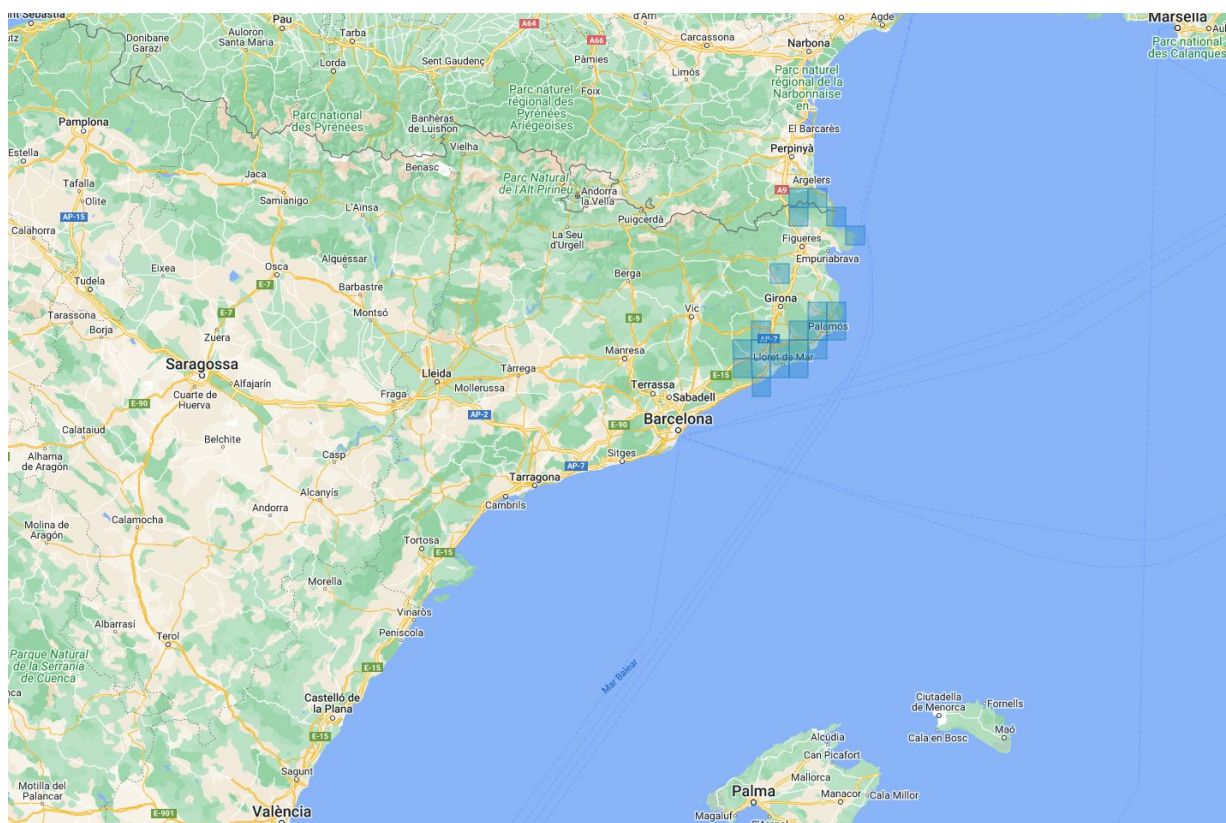 Pau
Tarba
A64
A66
d'Arri
Carcassona
Agde
Marsella
Parc national
des Calanques
Donibane
Garazi
Auloron
Santa Maria
Sent Gaudenç
Pàmies
Narbona
Lorda
Limós
Parc naturel
régional des
Pyrénées
Ariégeoises
Foix
Parc naturel
régional de la
Narbonnaise
en...
Pamplona
Parc national
des Pyrénées
Banhèras
de Luishon
El Barcarès
Estella
Vielha
Perpinyà
Jaca
Benasc
Parc Natural
de l'Alt Pirineu
Andorra
la Vella
Argelers
A9
Tafalla
Olite
AP-15
Samianigo
L'Aïnsa
Puigcerdà
Calahorra
La Seu
d'Urgell
Figueres
Empuriabrava
Alquèssar
Eixea
Osca
Berga
Tudela
E-7
Barbastre
Girona
Tarassona
Borja
E-7
Montsó
Vic
E-9
Zuera
Palamós
AP-7
Saragossa
Manresa
Lloret de Mar
Lleida
Tàrrega
E-15
Alfajarín
Mollerussa
Terrassa
Sabadell
Cuarte de
Huerva
Fraga
E-90
AP-2
Barcelona
E-90
Calataiud
Belchite
Casp
Sitges
Alhama
de Aragón
AP-7
Tarragona
Alcanyís
Cambrils
Andorra
Calamocha
Molina de
Aragón
Tortosa
E-15
Morella
Albarrasí
Vinaròs
Terol
Peníscola
Parque Natural
de la Serranía
de Cuenca
E-15
Mar Balear
Castelló de
la Plana
Ciutadella
de Menorca
Fornells
E-15
Alcúdia
Cala en Bosc
Maó
Can Picafort
Sagunt
Mallorca
Motilla del
Palancar
Palma
Manacor
Cala Millor
E-901
València
Magaluf